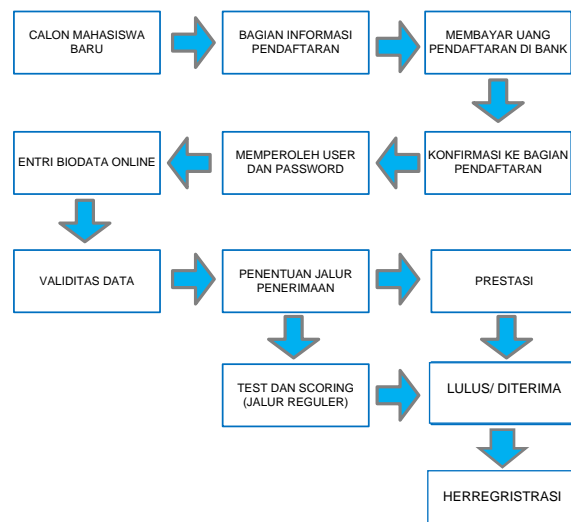 CALON MAHASISWA
BARU
BAGIAN INFORMASI
PENDAFTARAN
MEMBAYAR UANG
PENDAFTARAN DI BANK
KONFIRMASI KE BAGIAN
PENDAFTARAN
MEMPEROLEH USER
DAN PASSWORD
ENTRI BIODATA ONLINE
VALIDITAS DATA
PENENTUAN JALUR
PENERIMAAN
PRESTASI
TEST DAN SCORING
(JALUR REGULER)
LULUS/ DITERIMA
HERREGRISTRASI